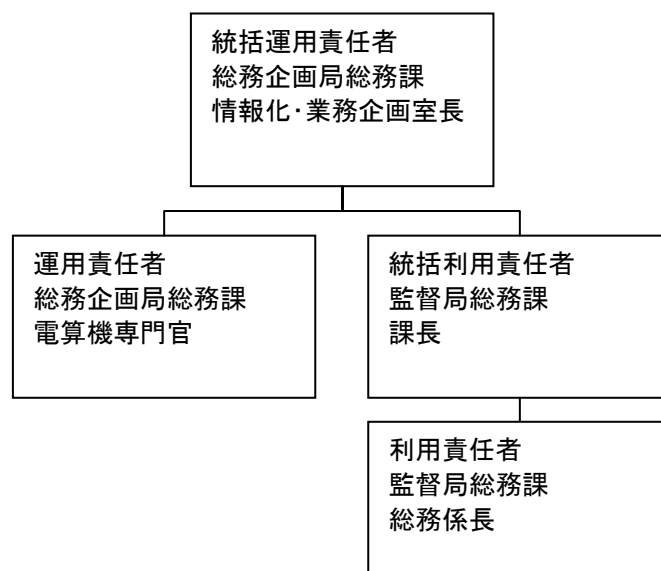 統括運用責任者
総務企画局総務課
情報化・業務企画室長
運用責任者
総務企画局総務課
電算機専門官
統括利用責任者
監督局総務課
課長
利用責任者
監督局総務課
総務係長